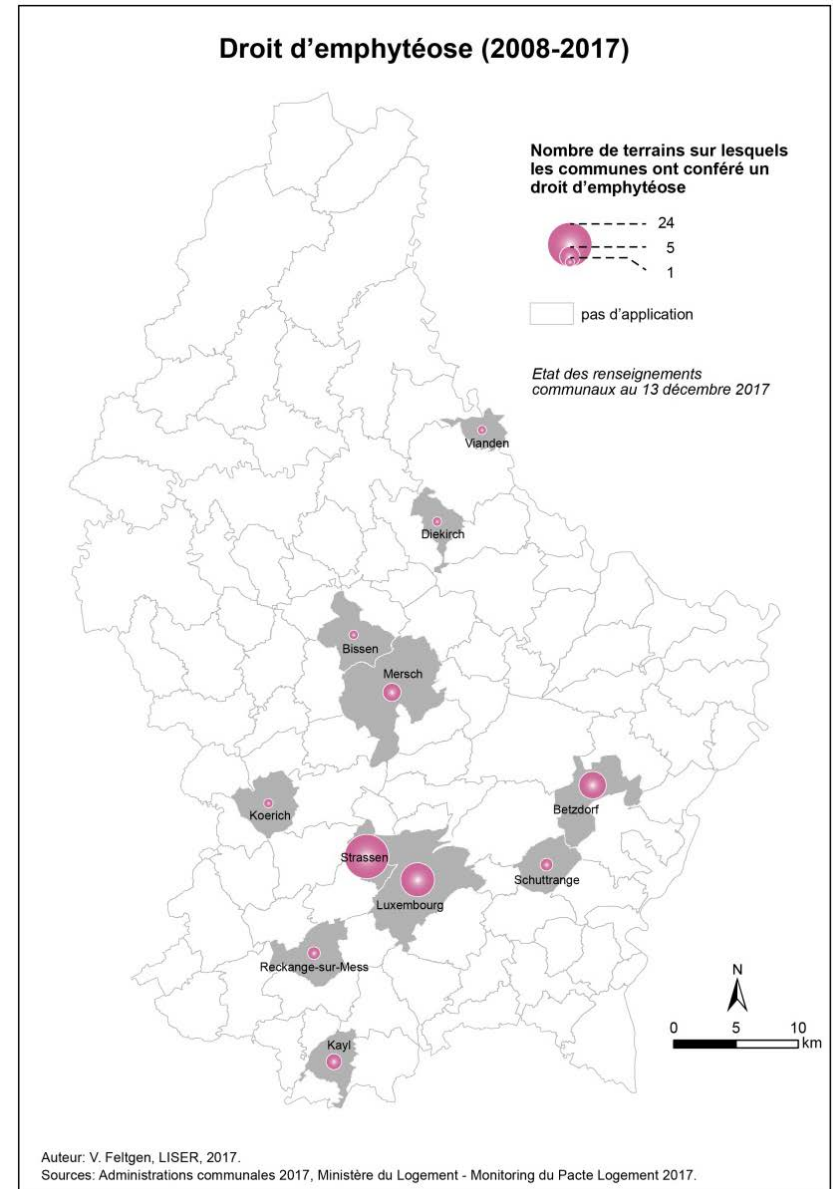 Droit d'emphytéose (2008-2017)
Nombre de terrains sur lesquels
les communes ont conféré un
droit d'emphytéose
24
5
1
pas d'application
Etat des renseignements
communaux au 13 décembre 2017
Vianden
Diekirch
Bissen
Mersch
Koerich
Betzdorf
Strassen
Schuttrange
Luxembourg
Reckange-sur-Mess
Kayl
N
0 5 10
km
Auteur: V. Feltgen, LISER, 2017.
Sources: Administrations communales 2017, Ministère du Logement - Monitoring du Pacte Logement 2017.